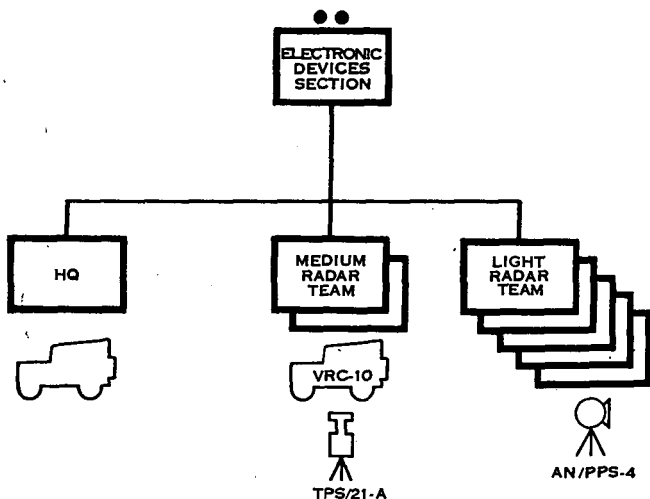 ELECTRONIC
DEVICES
SECTION
HQ
MEDIUM
RADAR
TEAM
LIGHT
RADAR
TEAM
VRC-10
TPS/21-A
AN/PPS-4